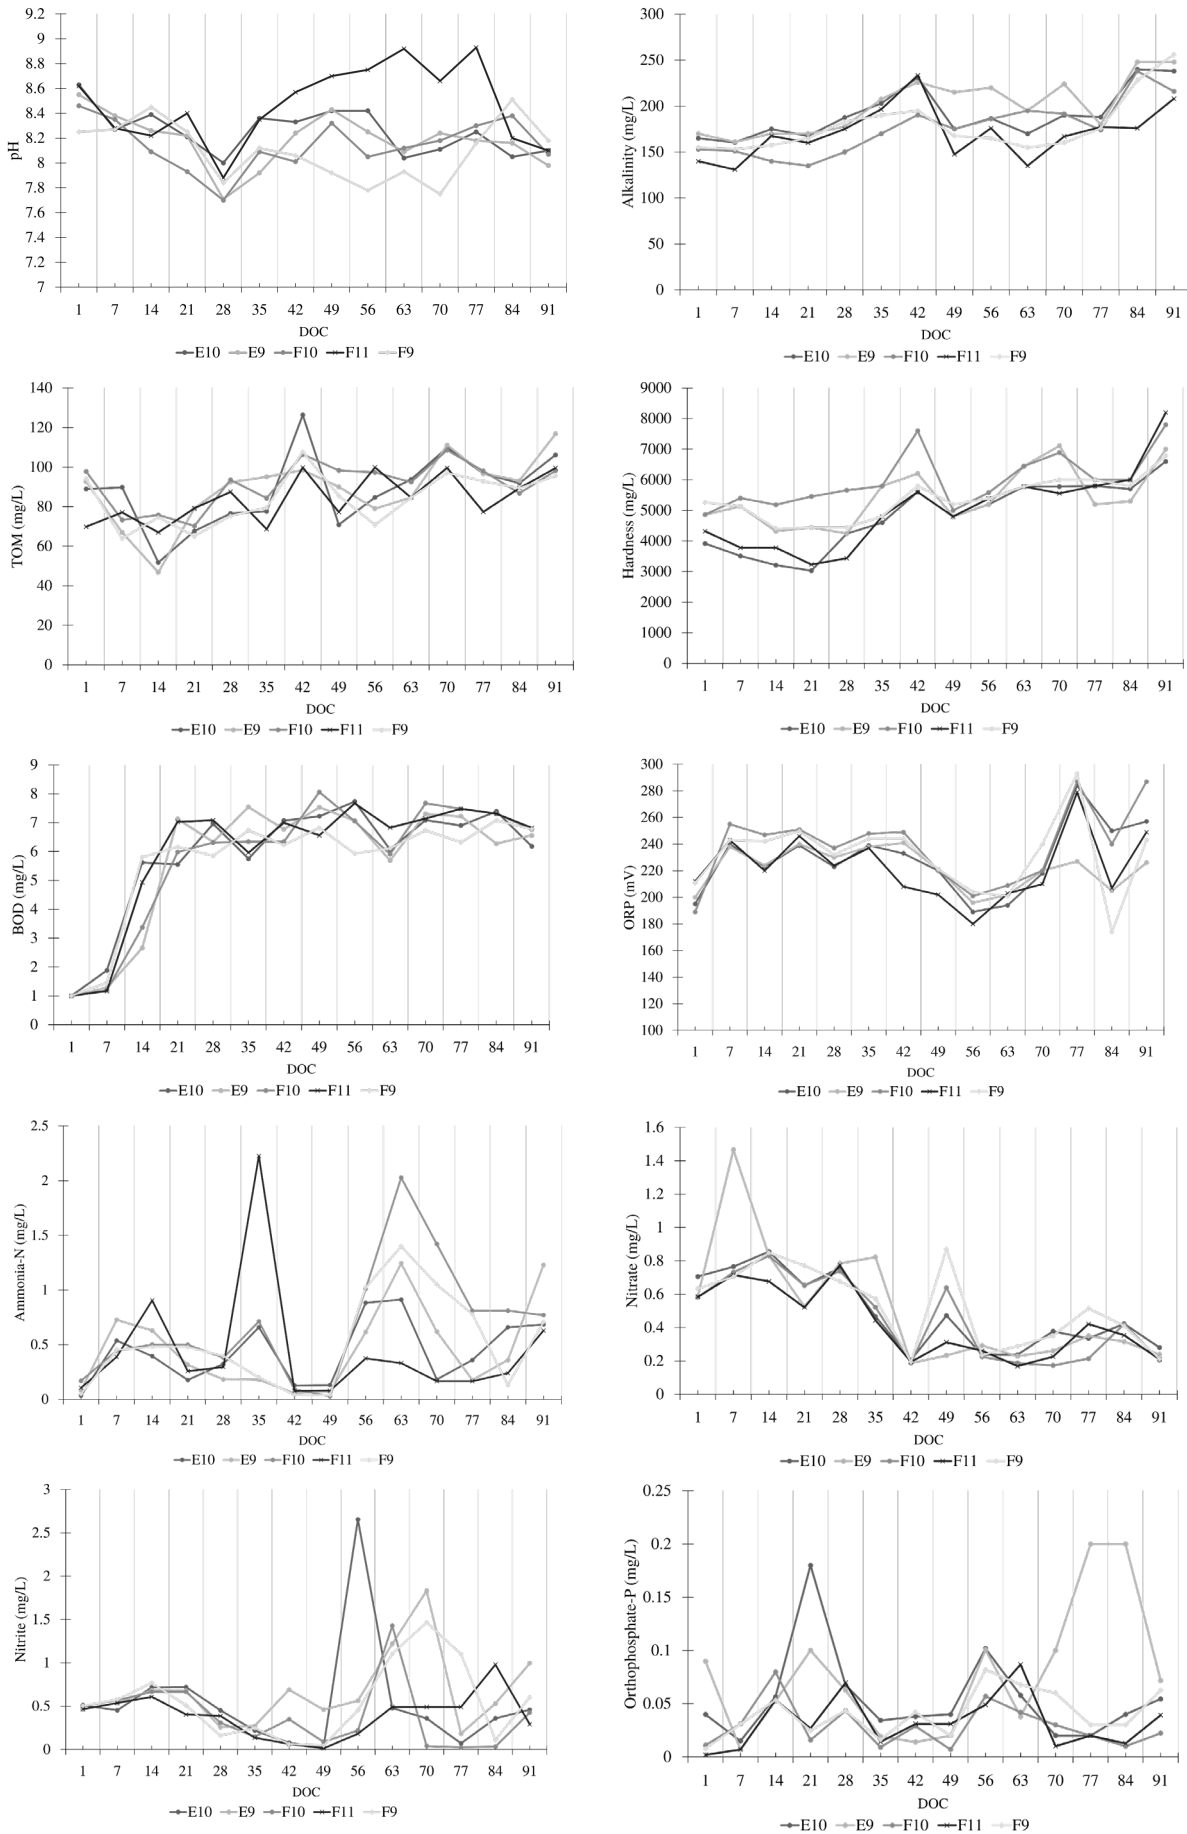 9.2
9
8.8
8.6
8.4
8.2
8
7.8
7.6
7.4
7.2
7
pH
1 7 14 21 28 35 42 49 56 63 70 77 84 91
DOC
E10 E9 F10 F11 F9
300
250
200
150
100
50
0
Alkalinity (mg/L)
1 7 14 21 28 35 42 49 56 63 70 77 84 91
DOC
E10 E9 F10 F11 F9
140
120
100
80
60
40
20
0
TOM (mg/L)
1 7 14 21 28 35 42 49 56 63 70 77 84 91
DOC
E10 E9 F10 F11 F9
9000
8000
7000
6000
5000
4000
3000
2000
1000
0
Hardness (mg/L)
1 7 14 21 28 35 42 49 56 63 70 77 84 91
DOC
E10 E9 F10 F11 F9
9
8
7
6
5
4
3
2
1
0
BOD (mg/L)
1 7 14 21 28 35 42 49 56 63 70 77 84 91
DOC
E10 E9 F10 F11 F9
300
280
260
240
220
200
180
160
140
120
100
ORP (mV)
1 7 14 21 28 35 42 49 56 63 70 77 84 91
DOC
E10 E9 F10 F11 F9
2.5
2
1.5
1
0.5
0
Ammonia-N (mg/L)
1 7 14 21 28 35 42 49 56 63 70 77 84 91
DOC
E10 E9 F10 F11 F9
1.6
1.4
1.2
1
0.8
0.6
0.4
0.2
0
Nitrate (mg/L)
1 7 14 21 28 35 42 49 56 63 70 77 84 91
DOC
E10 E9 F10 F11 F9
3
2.5
2
1.5
1
0.5
0
Nitrite (mg/L)
1 7 14 21 28 35 42 49 56 63 70 77 84 91
DOC
E10 E9 F10 F11 F9
0.25
0.2
0.15
0.1
0.05
0
Orthophosphate-P (mg/L)
1 7 14 21 28 35 42 49 56 63 70 77 84 91
DOC
E10 E9 F10 F11 F9